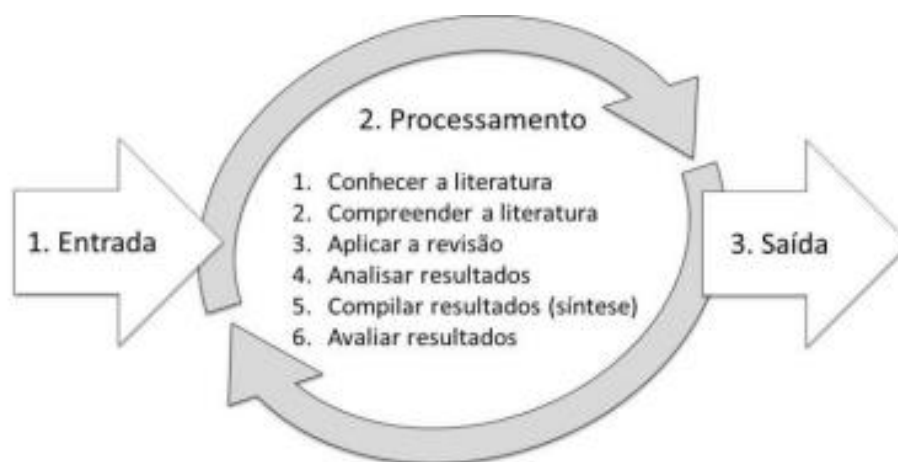 2. Processamento
1. Conhecer a literatura
2. Compreender a literatura
3. Aplicar a revisão
4. Analisar resultados
5. Compilar resultados (síntese)
6. Avaliar resultados
1. Entrada
3. Saída